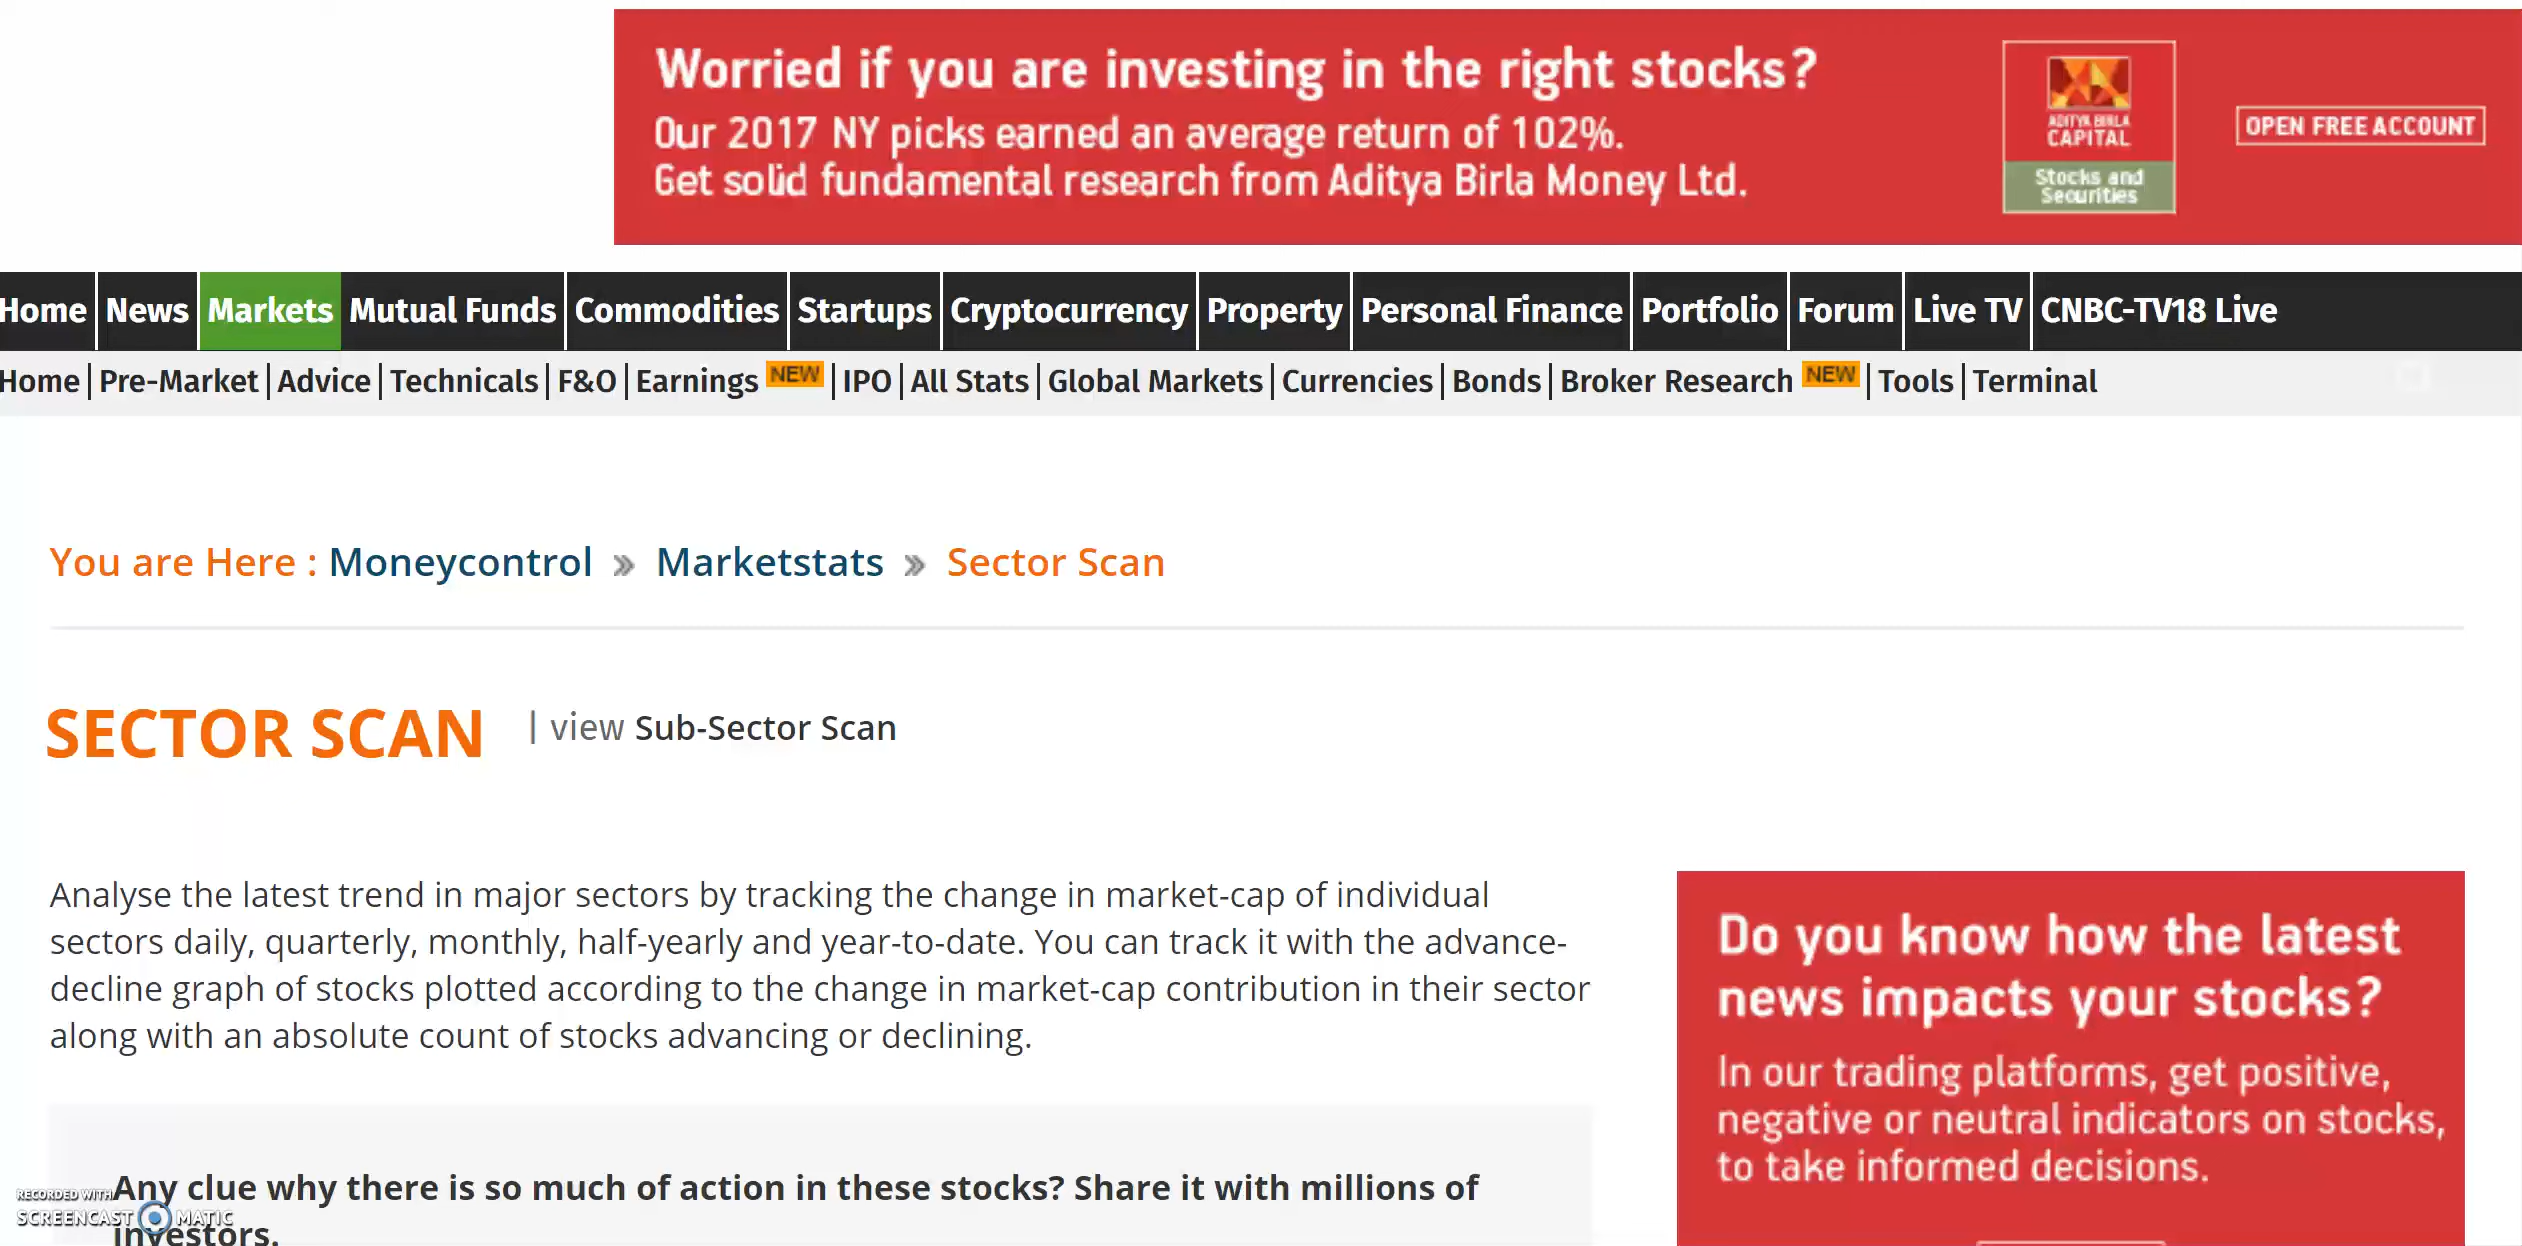 Worried if you are investing in the right stocks?
Our 2017 NY picks earned an average return of 102%.
Get solid fundamental research from Aditya Birla Money Ltd.
ADITYA BIRLA
CAPITAL
Stocks and
Securities
OPEN FREE ACCOUNT
Home News Markets Mutual Funds Commodities Startups Cryptocurrency Property Personal Finance Portfolio Forum Live TV CNBC-TV18 Live
Home | Pre-Market | Advice | Technicals | F&O | Earnings NEW | IPO | All Stats | Global Markets | Currencies | Bonds | Broker Research NEW | Tools | Terminal
You are Here : Moneycontrol » Marketstats » Sector Scan
SECTOR SCAN | view Sub-Sector Scan
Analyse the latest trend in major sectors by tracking the change in market-cap of individual
sectors daily, quarterly, monthly, half-yearly and year-to-date. You can track it with the advance-
decline graph of stocks plotted according to the change in market-cap contribution in their sector
along with an absolute count of stocks advancing or declining.
Any clue why there is so much of action in these stocks? Share it with millions of
investors.
Do you know how the latest
news impacts your stocks?
In our trading platforms, get positive,
negative or neutral indicators on stocks,
to take informed decisions.
RECORDED WITH
SCREENCAST MATIC